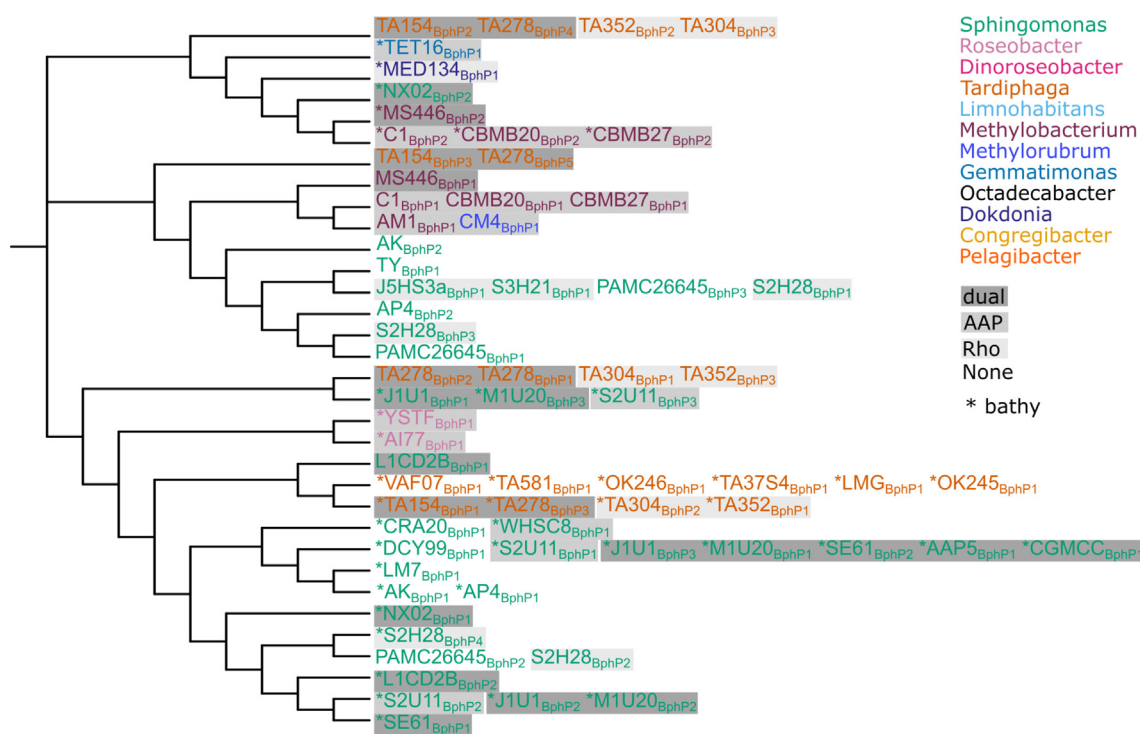 TA154BphP2 TA278BphP4 TA352BphP2 TA304BphP3
*TET16BphP1
*MED134BphP1
*NX02BphP2
*MS446BphP2
*C1BphP2 *CBMB20BphP2 *CBMB27BphP2
TA154BphP3 TA278BphP5
MS446BphP1
C1BphP1 CBMB20BphP1 CBMB27BphP1
AM1BphP1 CM4BphP1
AKBphP2
TYBphP1
J5HS3aBphP1 S3H21BphP1 PAMC26645BphP3 S2H28BphP1
AP4BphP2
S2H28BphP3
PAMC26645BphP1
TA278BphP2 TA278BphP1 TA304BphP1 TA352BphP3
*J1U1BphP1 *M1U20BphP3 *S2U11BphP3
*YSTFBphP1
*AI77BphP1
L1CD2BBphP1
*VAF07BphP1 *TA581BphP1 *OK246BphP1 *TA37S4BphP1 *LMGBphP1 *OK245BphP1
*TA154BphP1 *TA278BphP3 *TA304BphP2 *TA352BphP1
*CRA20BphP1 *WHSC8BphP1
*DCY99BphP1 *S2U11BphP1 *J1U1BphP3 *M1U20BphP1 *SE61BphP2 *AAP5BphP1 *CGMCCBphP1
*LM7BphP1
*AKBphP1 *AP4BphP1
*NX02BphP1
*S2H28BphP4
PAMC26645BphP2 S2H28BphP2
*L1CD2BBphP2
*S2U11BphP2 *J1U1BphP2 *M1U20BphP2
*SE61BphP1
Sphingomonas
Roseobacter
Dinoroseobacter
Tardiphaga
Limnohabitans
Methylobacterium
Methylorubrum
Gemmatimonas
Octadecabacter
Dokdonia
Congregibacter
Pelagibacter
dual
AAP
Rho
None
* bathy